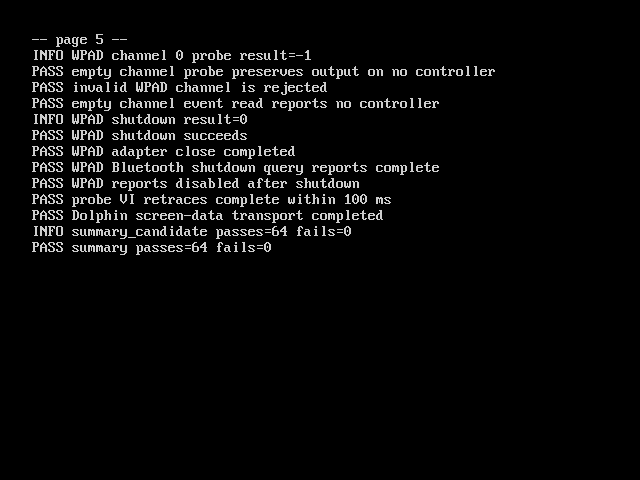 -- page 5 --
INFO WPAD channel 0 probe result=-1
PASS empty channel probe preserves output on no controller
PASS invalid WPAD channel is rejected
PASS empty channel event read reports no controller
INFO WPAD shutdown result=0
PASS WPAD shutdown succeeds
PASS WPAD adapter close completed
PASS WPAD Bluetooth shutdown query reports complete
PASS WPAD reports disabled after shutdown
PASS probe VI retraces complete within 100 ms
PASS Dolphin screen-data transport completed
INFO summary_candidate passes=64 fails=0
PASS summary passes=64 fails=0